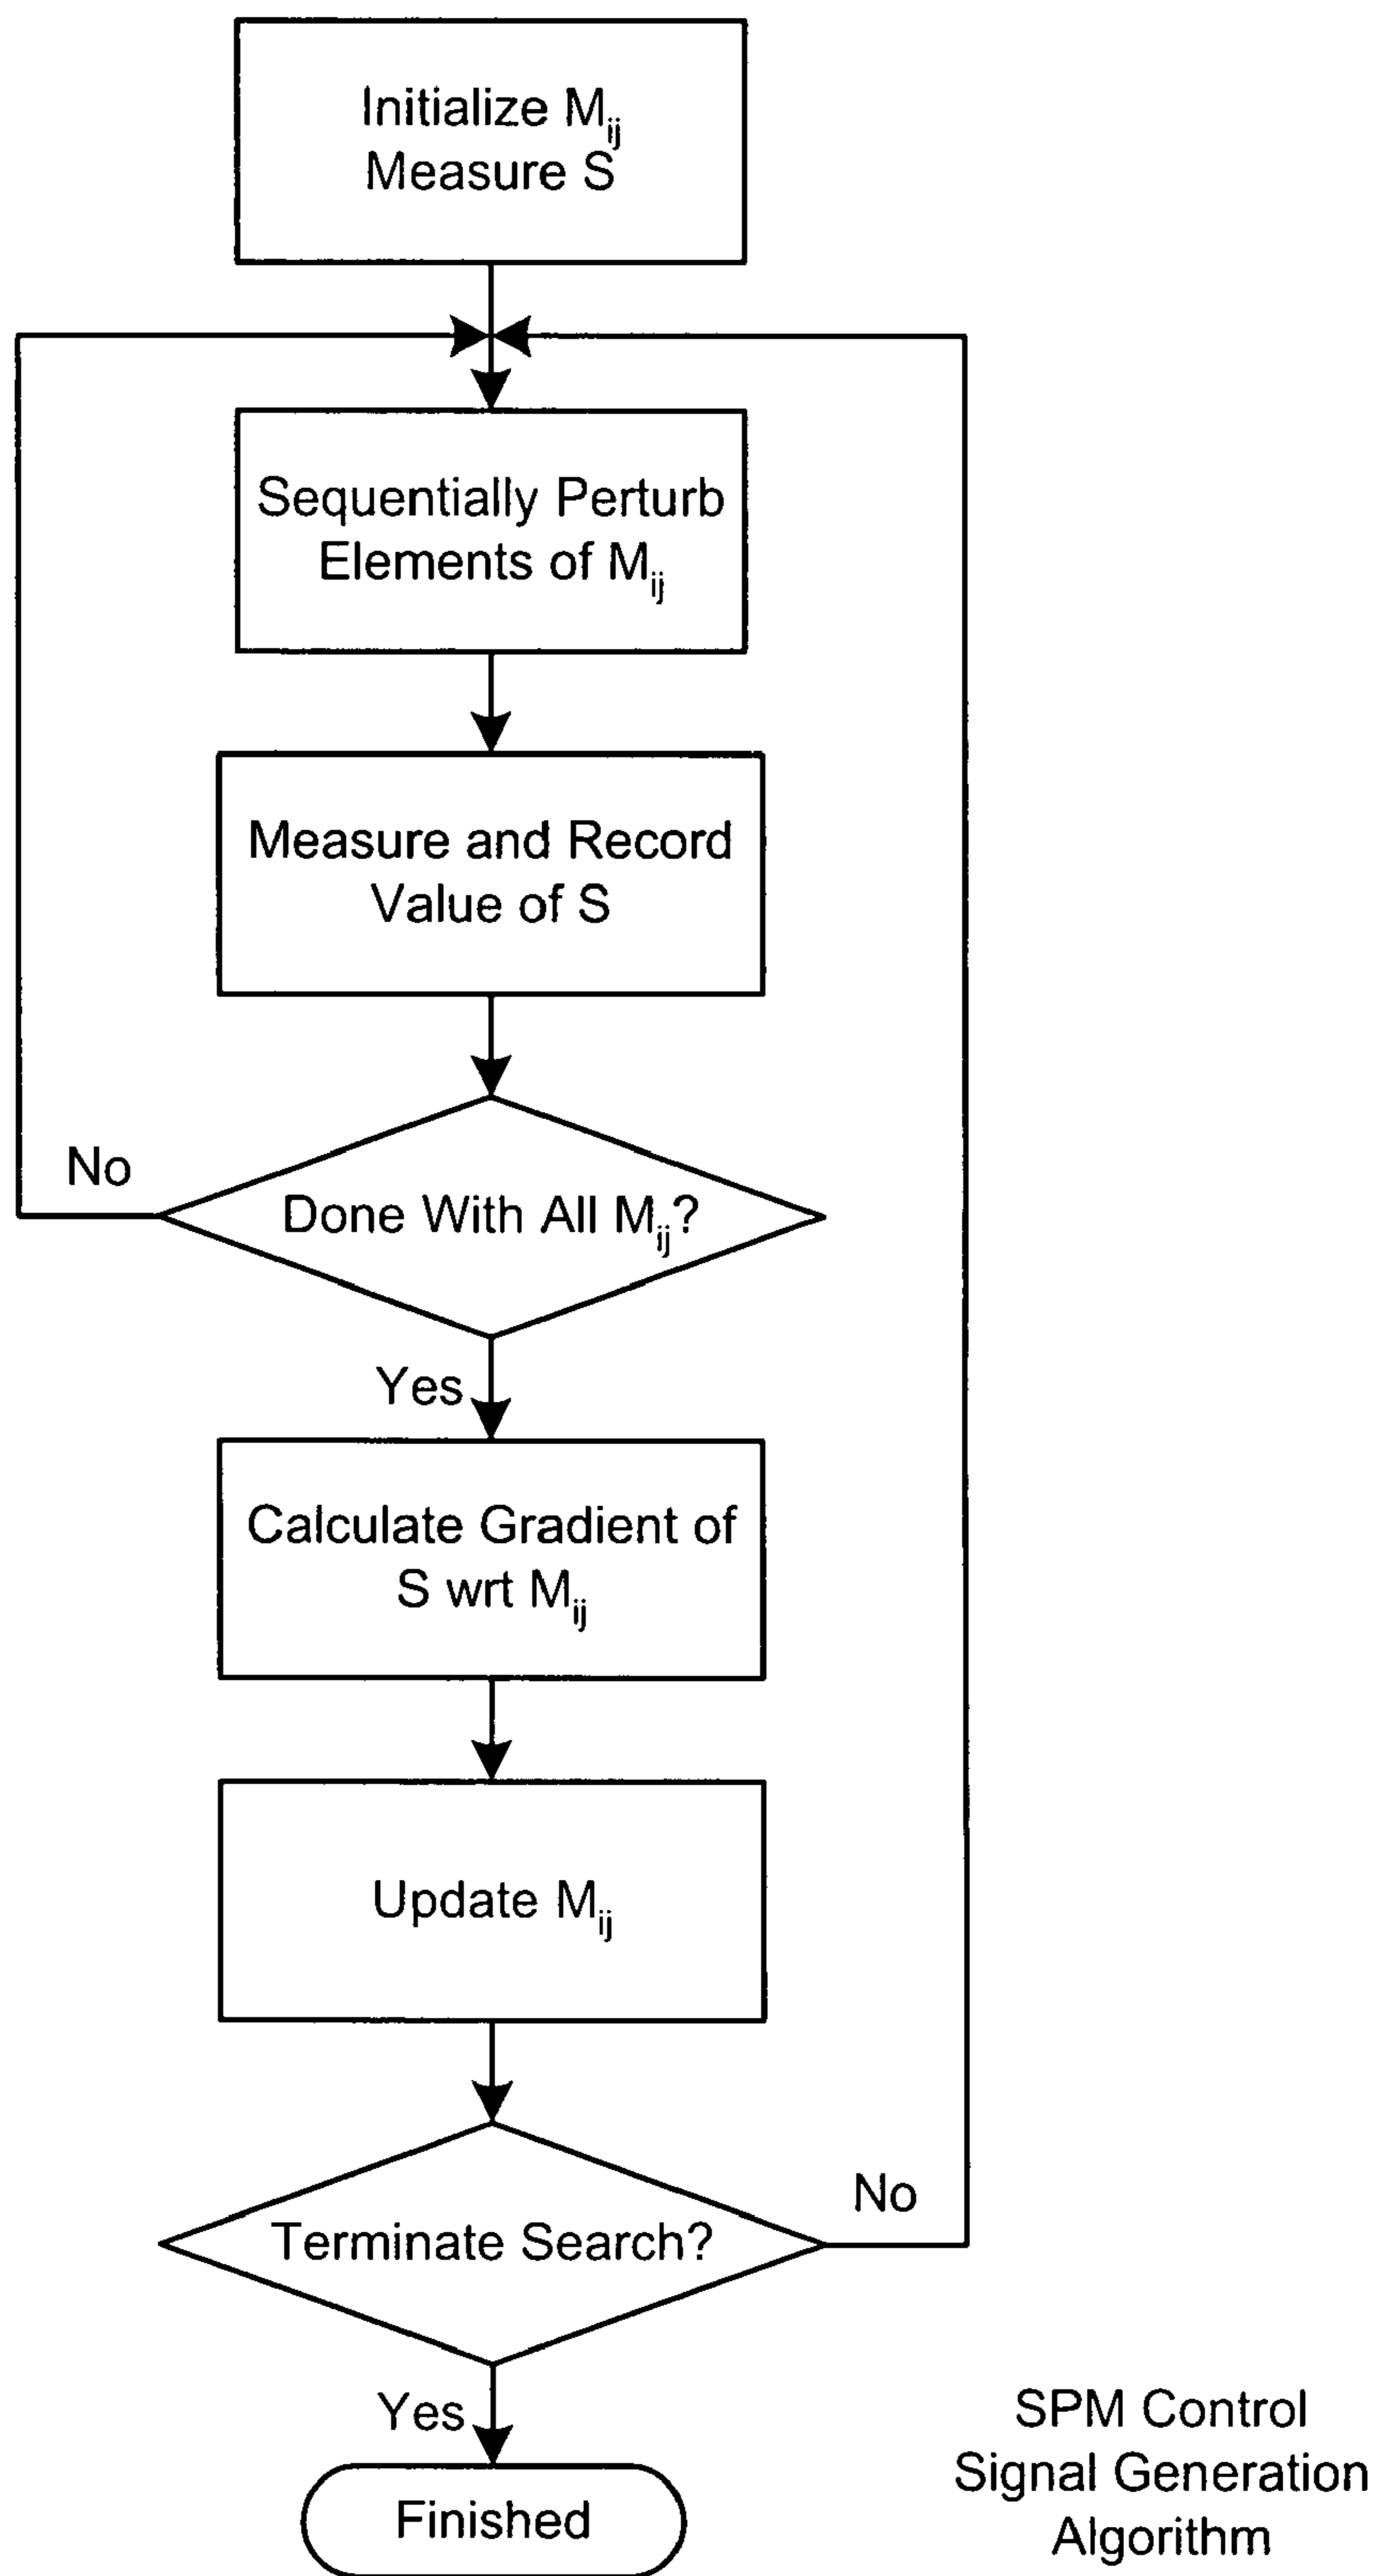 Initialize M_ij
Measure S
Sequentially Perturb
Elements of M_ij
Measure and Record
Value of S
No
Done With All M_ij?
Yes
Calculate Gradient of
S wrt M_ij
Update M_ij
No
Terminate Search?
Yes
Finished
SPM Control
Signal Generation
Algorithm